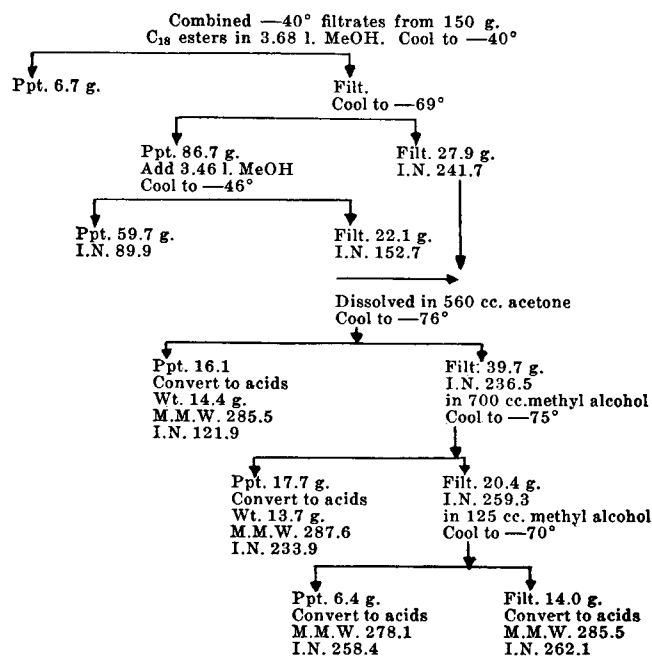 Combined —40° filtrates from 150 g.
C₁₈ esters in 3.68 l. MeOH. Cool to —40°
Ppt. 6.7 g.
Filt.
Cool to —69°
Ppt. 86.7 g.
Add 3.46 l. MeOH
Cool to —46°
Filt. 27.9 g.
I.N. 241.7
Ppt. 59.7 g.
I.N. 89.9
Filt. 22.1 g.
I.N. 152.7
Dissolved in 560 cc. acetone
Cool to —76°
Ppt. 16.1
Convert to acids
Wt. 14.4 g.
M.M.W. 285.5
I.N. 121.9
Filt. 39.7 g.
I.N. 236.5
in 700 cc.methyl alcohol
Cool to —75°
Ppt. 17.7 g.
Convert to acids
Wt. 13.7 g.
M.M.W. 287.6
I.N. 233.9
Filt. 20.4 g.
I.N. 259.3
in 125 cc. methyl alcohol
Cool to —70°
Ppt. 6.4 g.
Convert to acids
M.M.W. 278.1
I.N. 258.4
Filt. 14.0 g.
Convert to acids
M.M.W. 285.5
I.N. 262.1